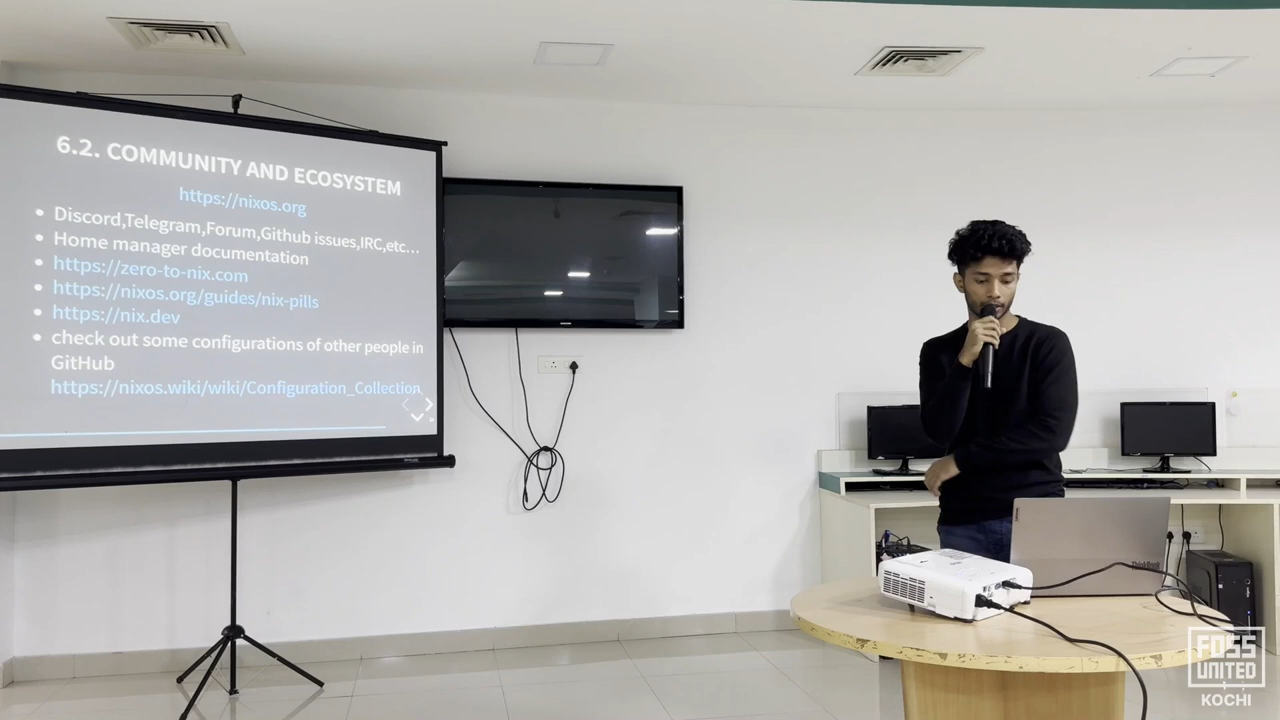 6.2. COMMUNITY AND ECOSYSTEM
https://nixos.org
• Discord,Telegram,Forum,Github issues,IRC,etc...
• Home manager documentation
• https://zero-to-nix.com
• https://nixos.org/guides/nix-pills
• https://nix.dev
• check out some configurations of other people in
GitHub
https://nixos.wiki/wiki/Configuration_Collection
ThinkBook
FOSS
UNITED
KOCHI